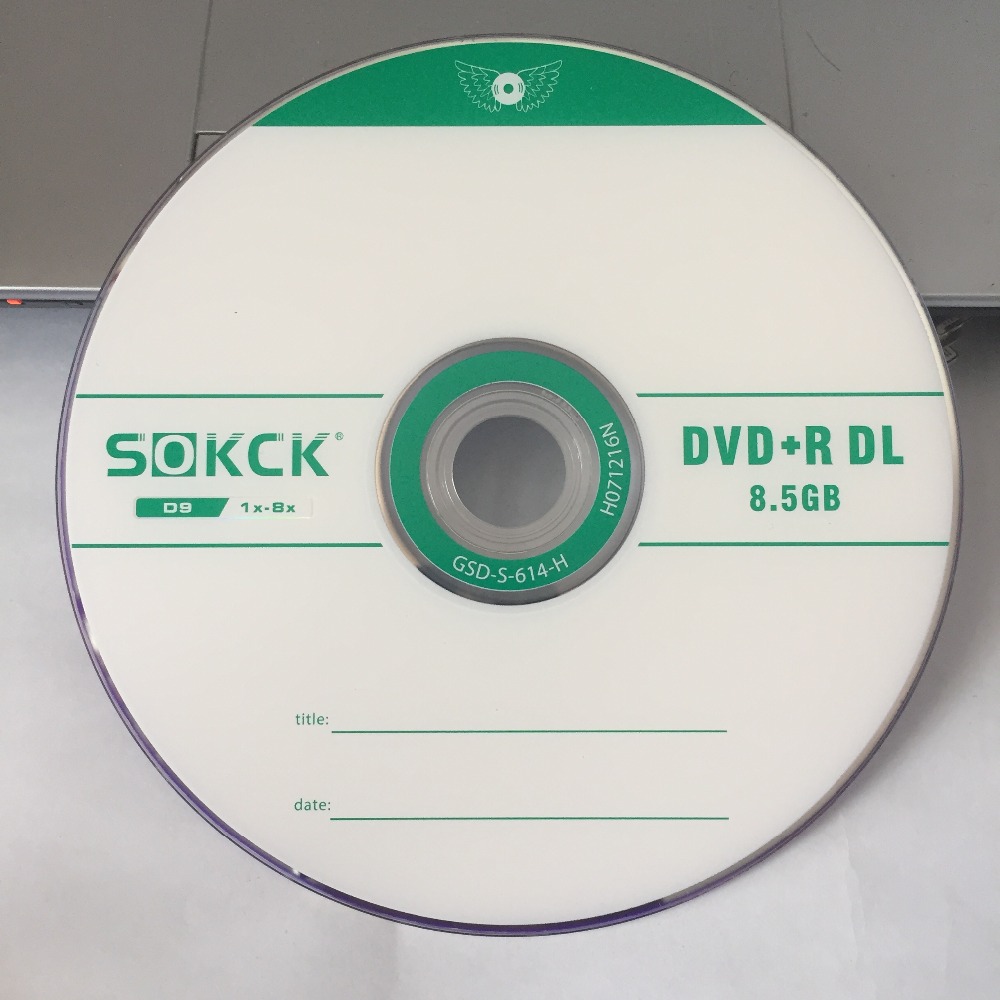 SOKCK®
D9 1x-8x
DVD+R DL
8.5GB
H071216N
GSD-S-614-H
title:
date: